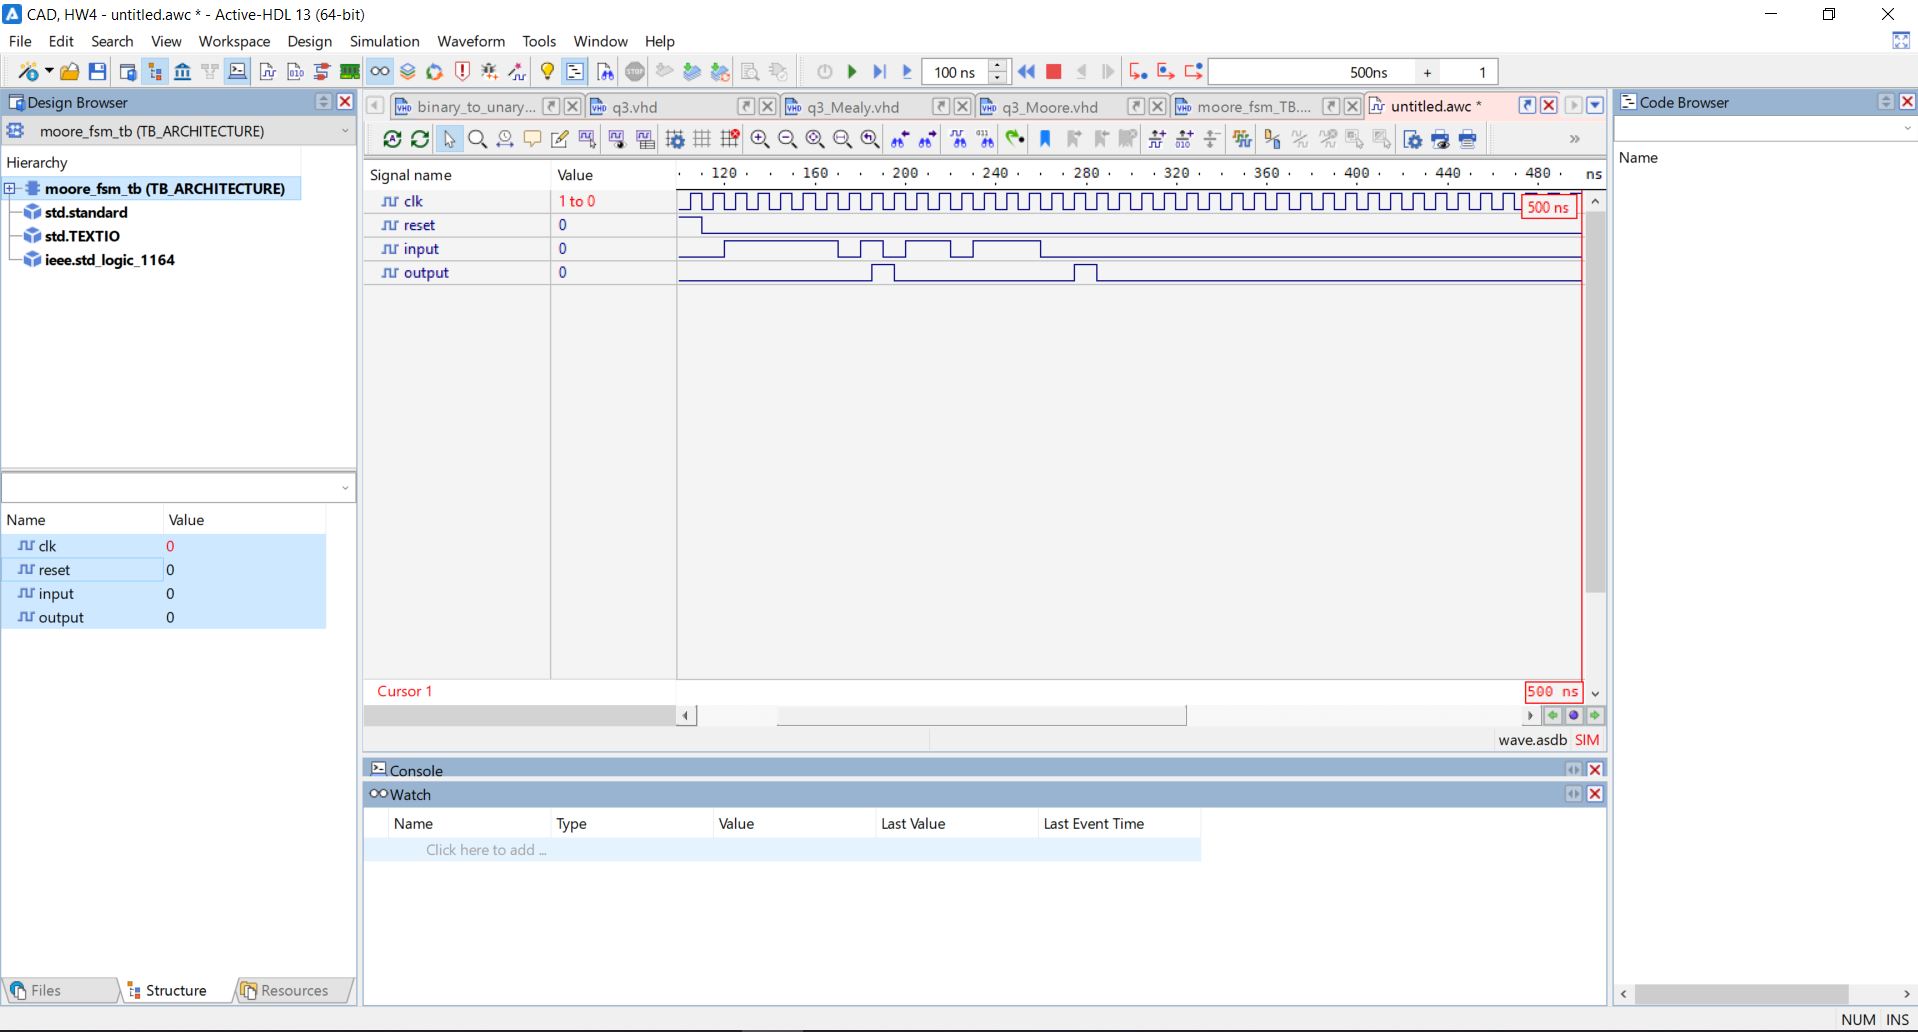 CAD, HW4 - untitled.awc * - Active-HDL 13 (64-bit)
File Edit Search View Workspace Design Simulation Waveform Tools Window Help
100 ns 500ns + 1
Design Browser
moore_fsm_tb (TB_ARCHITECTURE)
Hierarchy
moore_fsm_tb (TB_ARCHITECTURE)
std.standard
std.TEXTIO
ieee.std_logic_1164
Name Value
clk 0
reset 0
input 0
output 0
Files Structure Resources
binary_to_unary... q3.vhd q3_Mealy.vhd q3_Moore.vhd moore_fsm_TB.... untitled.awc *
Signal name Value 120 160 200 240 280 320 360 400 440 480 ns
clk 1 to 0
500 ns
reset 0
input 0
output 0
Cursor 1 500 ns
wave.asdb SIM
Console
Watch
Name Type Value Last Value Last Event Time
Click here to add ...
Code Browser
Name
NUM INS